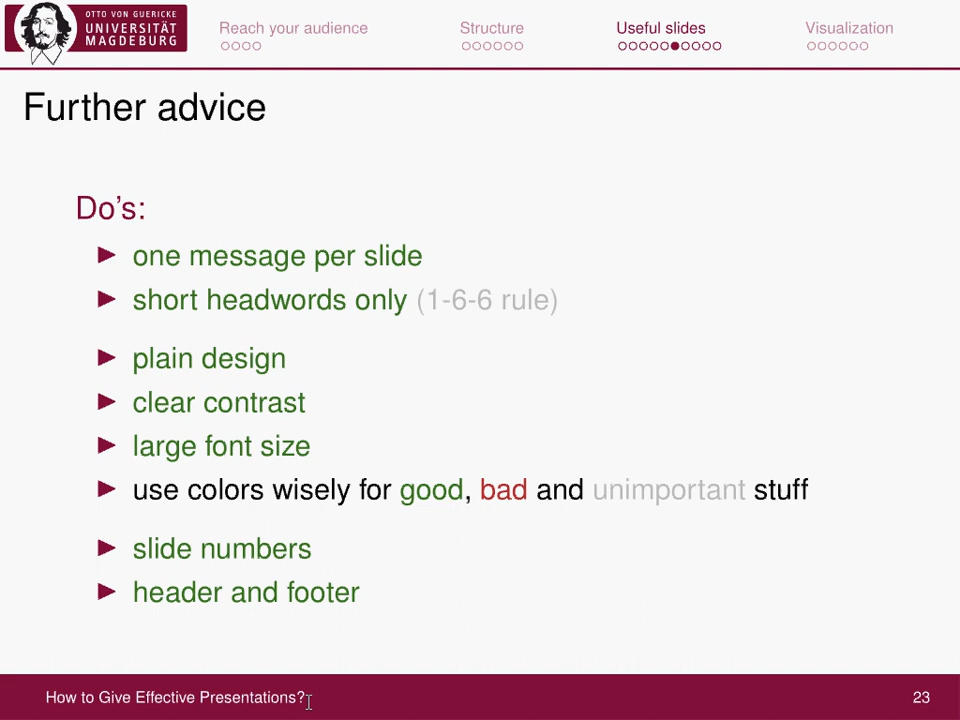 OTTO VON GUERICKE
UNIVERSITÄT
MAGDEBURG
Reach your audience
Structure
Useful slides
Visualization
Further advice
Do's:
one message per slide
short headwords only (1-6-6 rule)
plain design
clear contrast
large font size
use colors wisely for good, bad and unimportant stuff
slide numbers
header and footer
How to Give Effective Presentations?
23